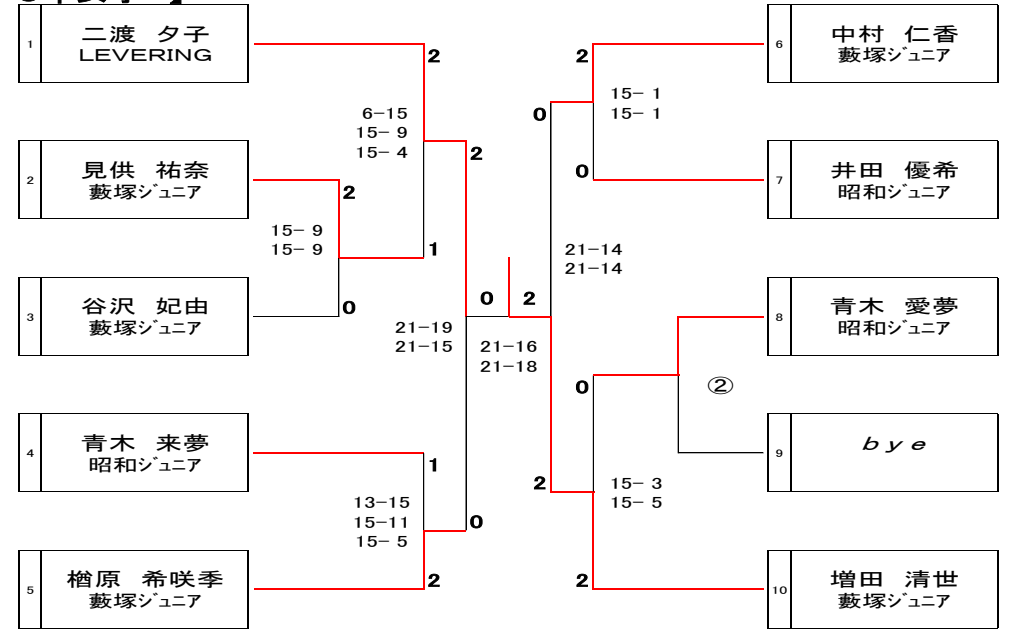 1
二渡 夕子
LEVERING
2
見供 祐奈
藪塚ジュニア
3
谷沢 妃由
藪塚ジュニア
4
青木 来夢
昭和ジュニア
5
楢原 希咲季
藪塚ジュニア
2
6-15
15- 9
15- 4
2
2
15- 9
15- 9
1
0
0 2
21-19
21-15
21-16
21-18
1
13-15
15-11
15- 5
0
2
2
15- 1
15- 1
0
0
21-14
21-14
0
②
2
15- 3
15- 5
2
6
中村 仁香
藪塚ジュニア
7
井田 優希
昭和ジュニア
8
青木 愛夢
昭和ジュニア
9
bye
10
増田 清世
藪塚ジュニア